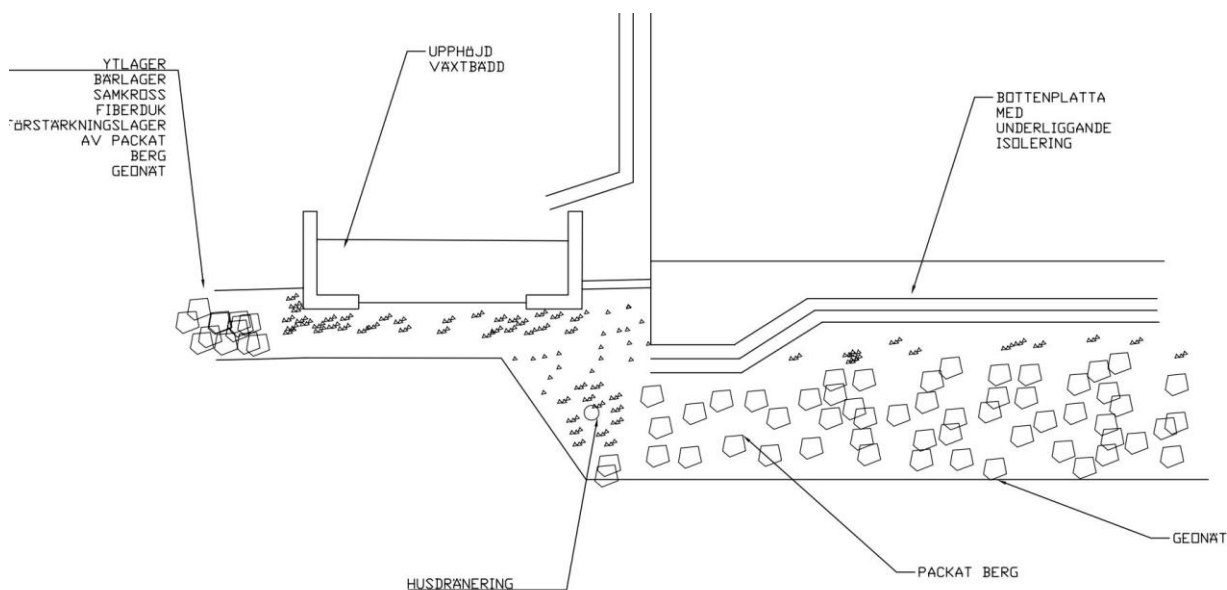 YTLAGER
BÄRLAGER
SAMKROSS
FIBERDUK
FÖRSTÄRKNINGSLAGER
AV PACKAT
BERG
GEONÄT
UPPHÖJD
VÄXTBÄDD
BOTTENPLATTA
MED
UNDERLIGGANDE
ISOLERING
GEONÄT
PACKAT BERG
HUSDRÄNERING